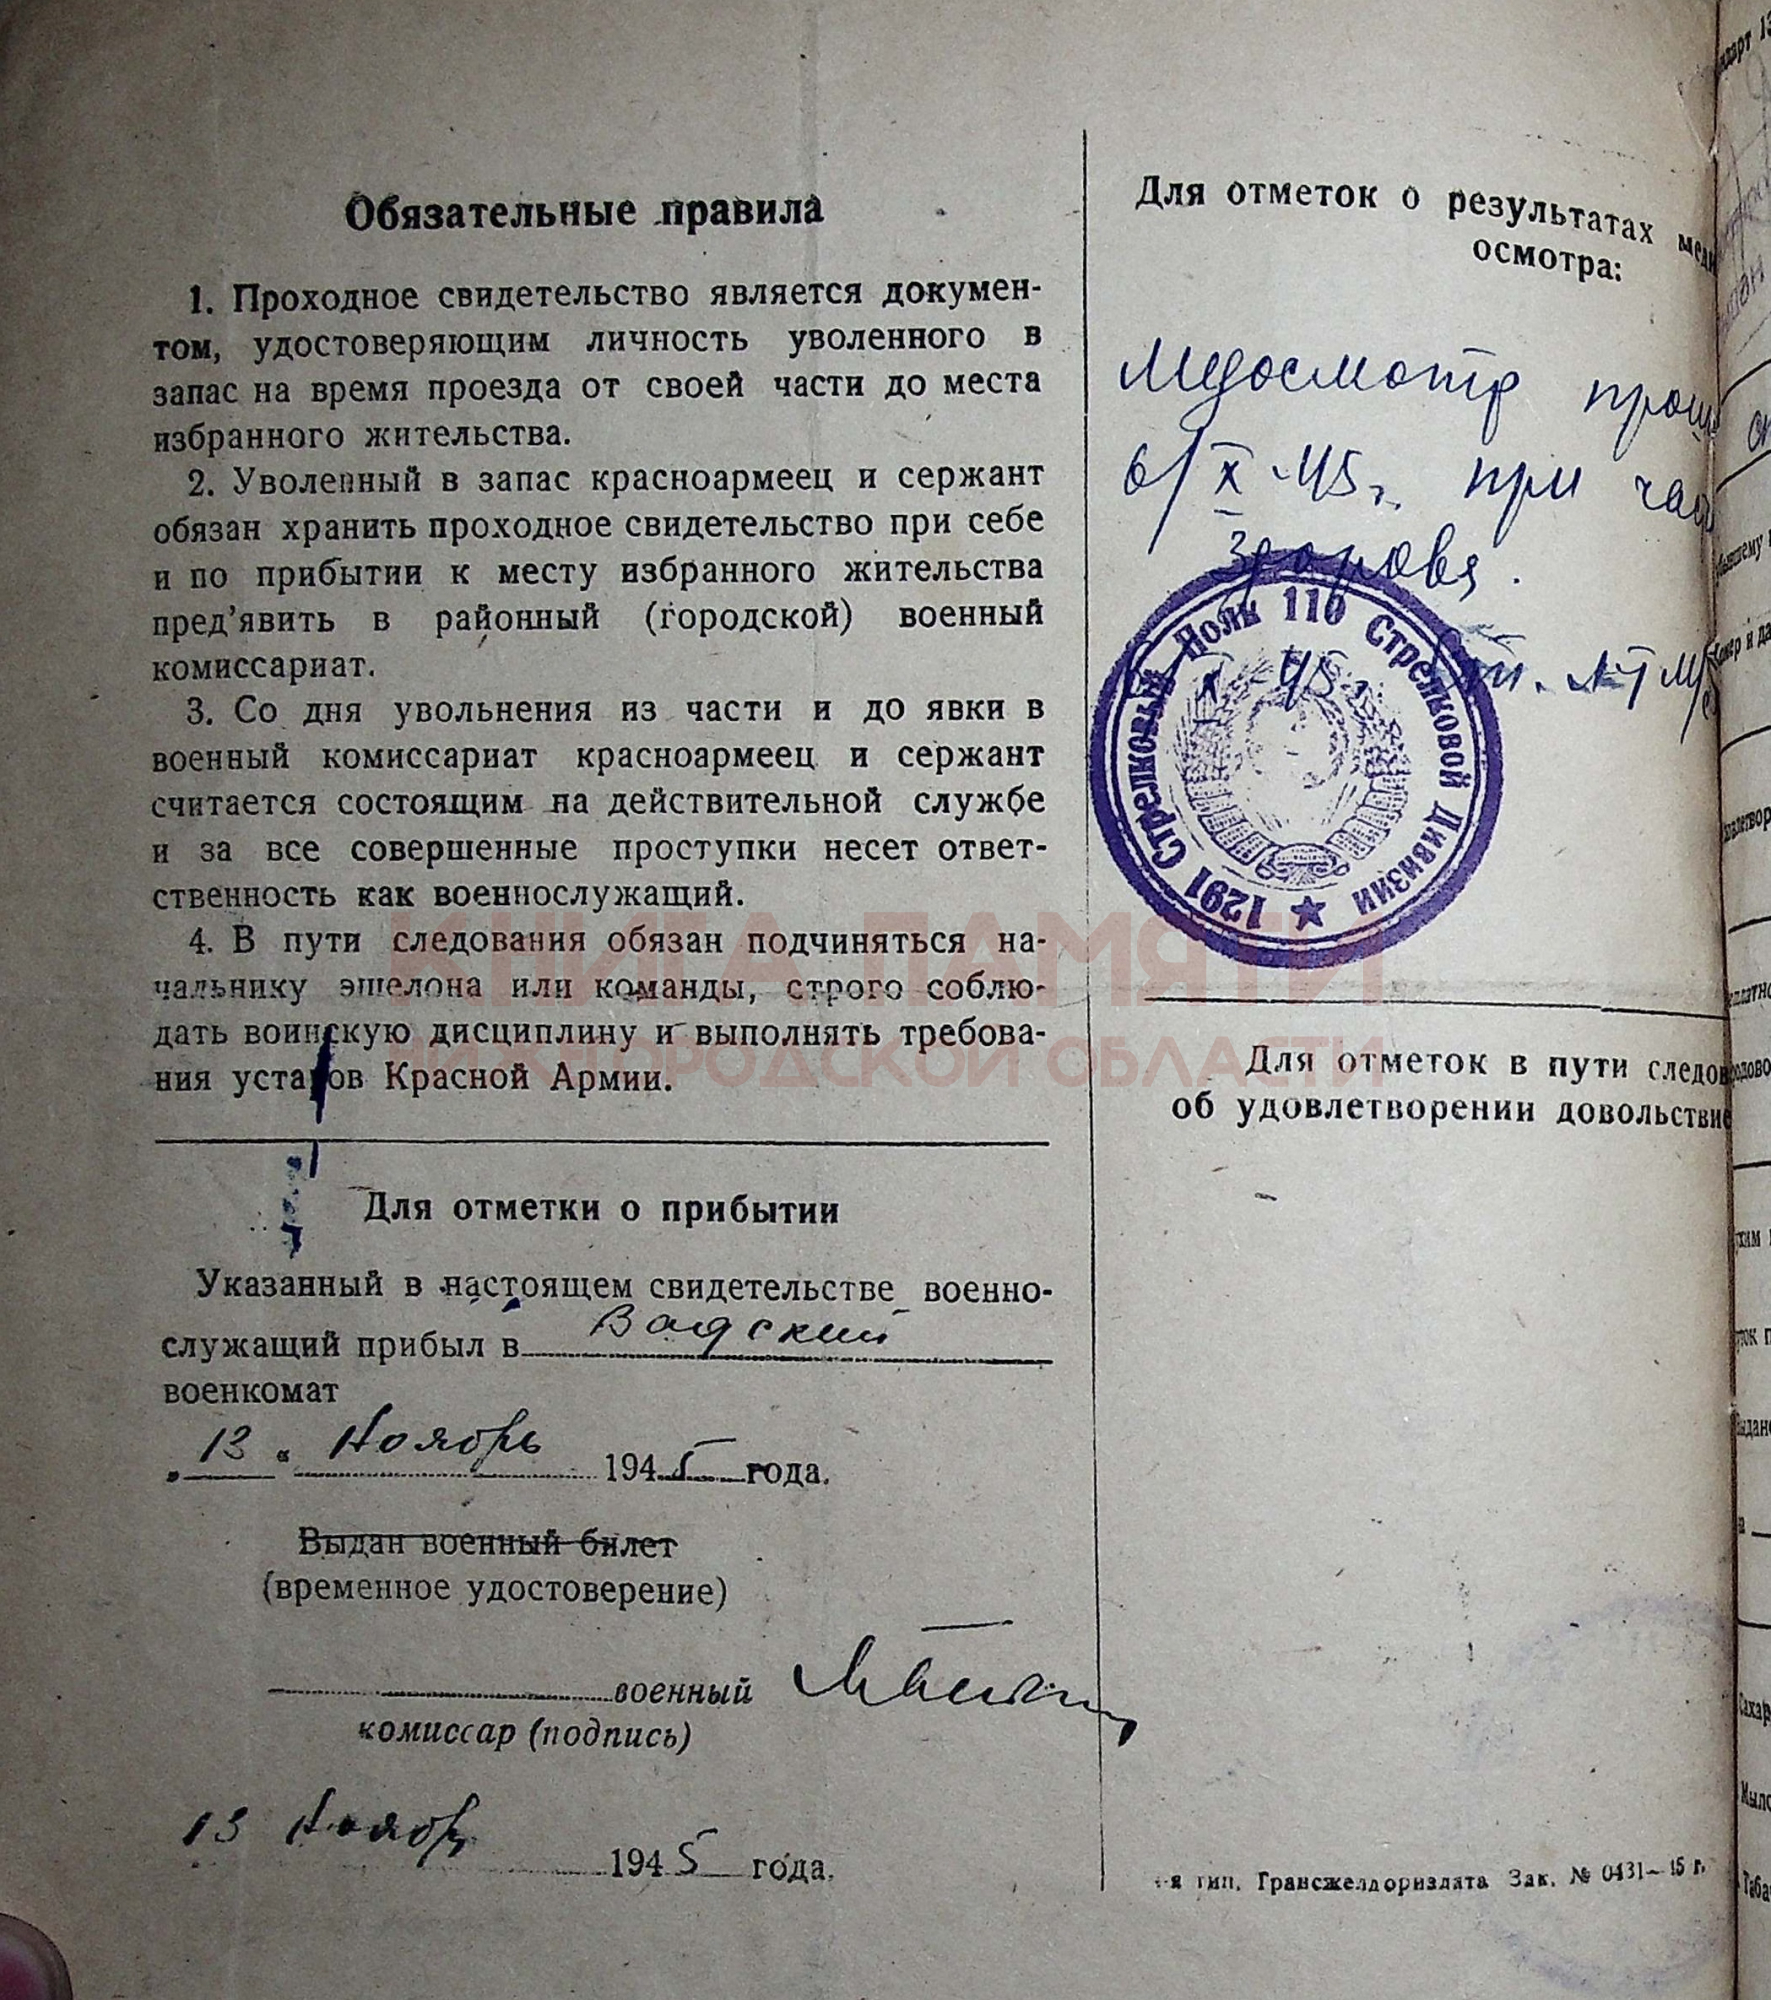 Обязательные правила
1. Проходное свидетельство является докумен-
том, удостоверяющим личность уволенного в
запас на время проезда от своей части до места
избранного жительства.
2. Уволенный в запас красноармеец и сержант
обязан хранить проходное свидетельство при себе
и по прибытии к месту избранного жительства
пред'явить в районный (городской) военный
комиссариат.
3. Со дня увольнения из части и до явки в
военный комиссариат красноармеец и сержант
считается состоящим на действительной службе
и за все совершенные проступки несет ответ-
ственность как военнослужащий.
4. В пути следования обязан подчиняться на-
чальнику эшелона или команды, строго соблю-
дать воинскую дисциплину и выполнять требова-
ния уставов Красной Армии.
Для отметки о прибытии
Указанный в настоящем свидетельстве военно-
служащий прибыл в Вадский
военкомат
„13“ Ноябрь 1945 года.
Выдан военный билет
(временное удостоверение)
военный
комиссар (подпись)
13 Ноябрь 1945 года.
Для отметок о результатах
осмотра:
Медосмотр
6/X-45г. при
здоровья.
X 45г.
1291 Стрелковый Полк 110 Стрелковой Дивизии
Для отметок в пути
об удовлетворении
тип. Трансжелдориздата Зак. № 0431—45 г.
КНИГА ПАМЯТИ
НИЖЕГОРОДСКОЙ ОБЛАСТИ